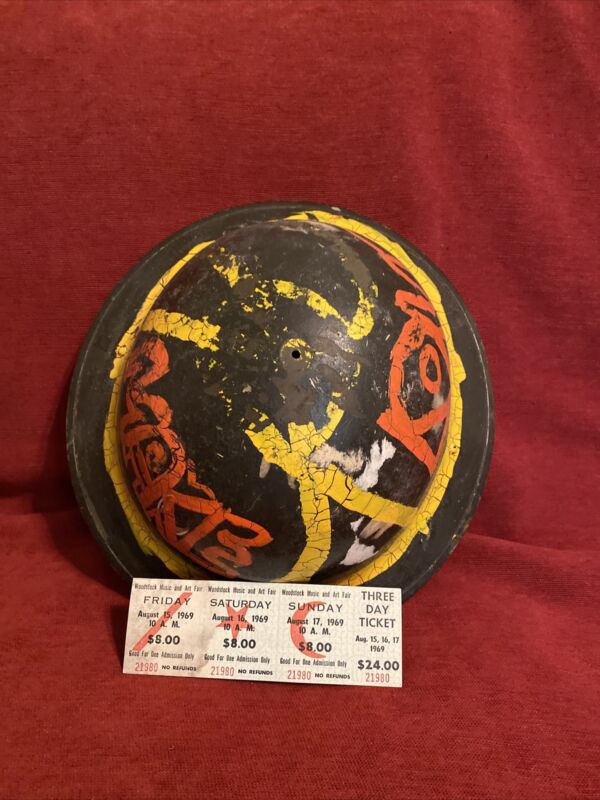 Woodstock Music and Art Fair
FRIDAY
August 15, 1969
10 A. M.
$8.00
Good For One Admission Only
21980 NO REFUNDS
Woodstock Music and Art Fair
SATURDAY
August 16, 1969
10 A. M.
$8.00
Good For One Admission Only
21980 NO REFUNDS
Woodstock Music and Art Fair
SUNDAY
August 17, 1969
10 A. M.
$8.00
Good For One Admission Only
21980 NO REFUNDS
THREE
DAY
TICKET
Aug. 15, 16, 17
1969
$24.00
21980